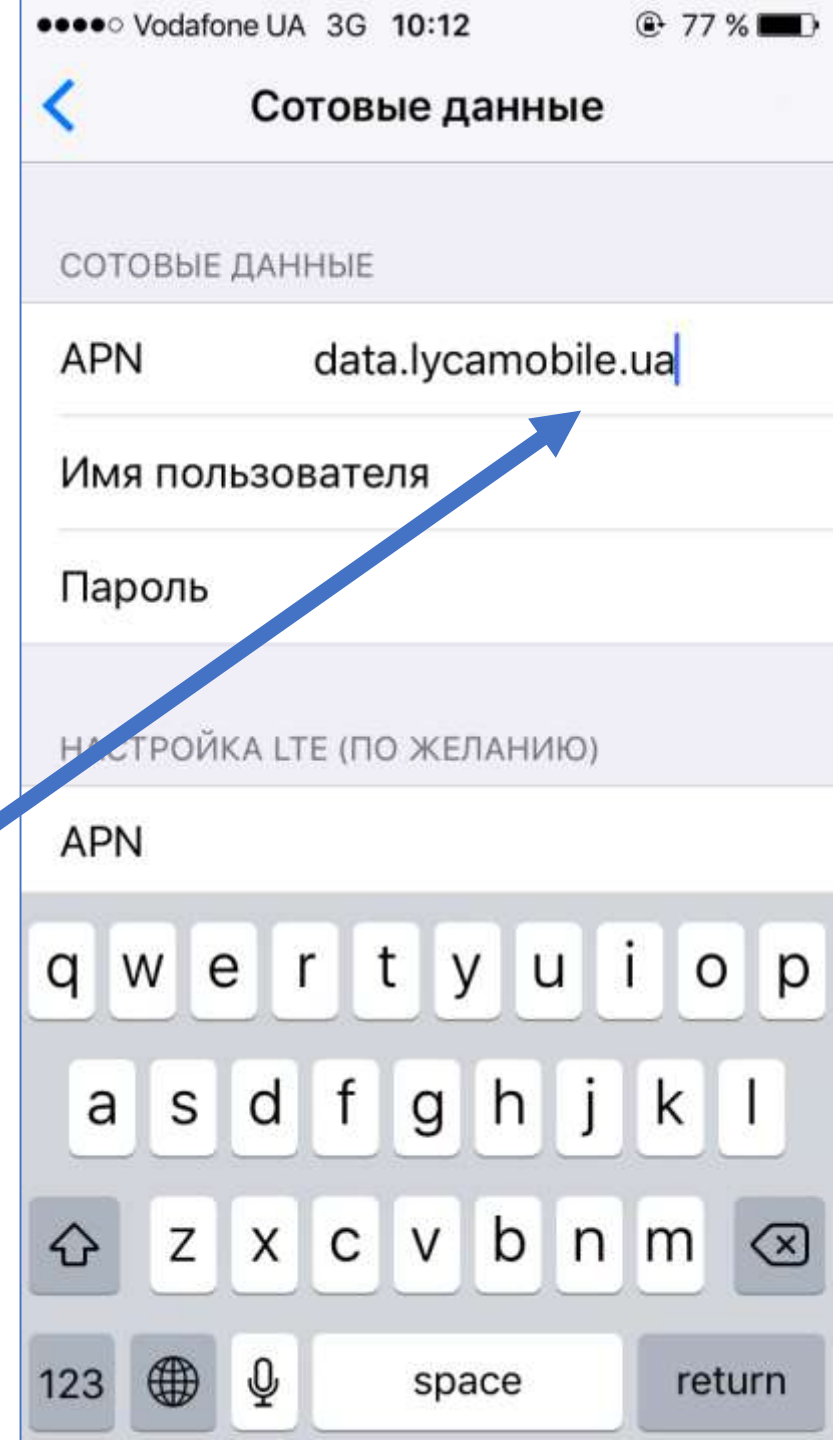 Vodafone UA 3G 10:12 77 %
Сотовые данные
СОТОВЫЕ ДАННЫЕ
APN data.lycamobile.ua
Имя пользователя
Пароль
НАСТРОЙКА LTE (ПО ЖЕЛАНИЮ)
APN
q w e r t y u i o p
a s d f g h j k l
z x c v b n m
123 space return